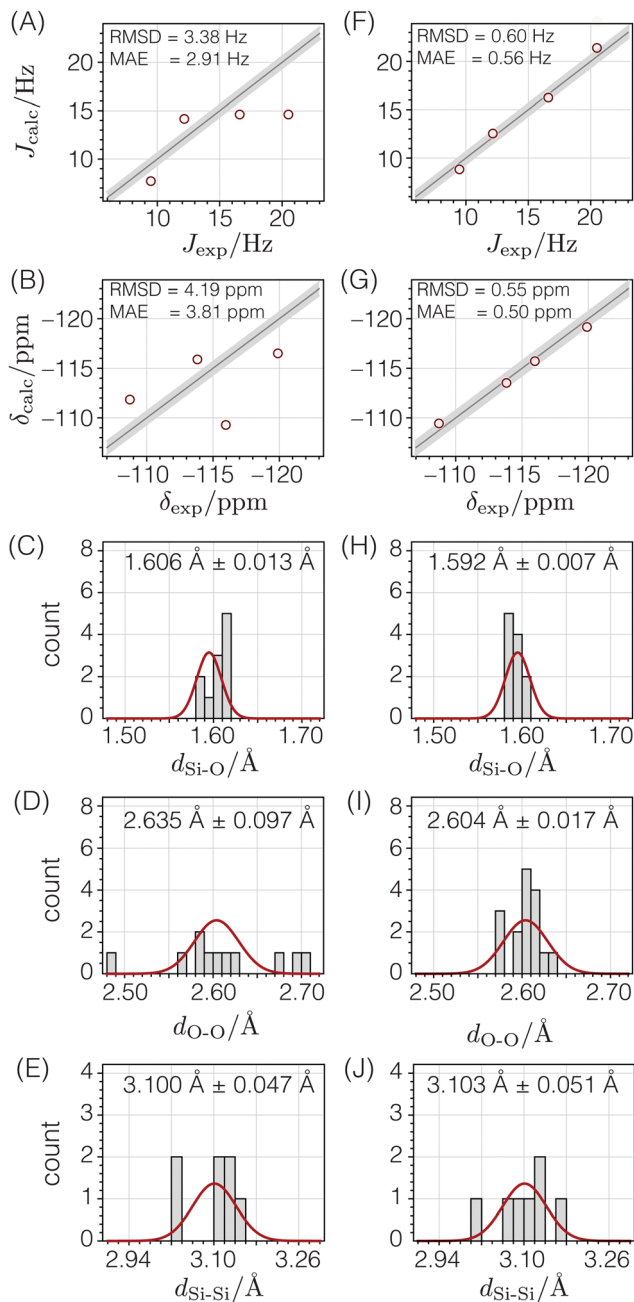 (A)
RMSD = 3.38 Hz
MAE = 2.91 Hz
J_calc/Hz
20
15
10
10 15 20
J_exp/Hz
(F)
RMSD = 0.60 Hz
MAE = 0.56 Hz
20
15
10
10 15 20
J_exp/Hz
(B)
RMSD = 4.19 ppm
MAE = 3.81 ppm
δ_calc/ppm
−120
−115
−110
−110 −115 −120
δ_exp/ppm
(G)
RMSD = 0.55 ppm
MAE = 0.50 ppm
−120
−115
−110
−110 −115 −120
δ_exp/ppm
(C)
1.606 Å ± 0.013 Å
count
8
6
4
2
0
1.50 1.60 1.70
d_Si-O/Å
(H)
1.592 Å ± 0.007 Å
8
6
4
2
0
1.50 1.60 1.70
d_Si-O/Å
(D)
2.635 Å ± 0.097 Å
count
8
6
4
2
0
2.50 2.60 2.70
d_O-O/Å
(I)
2.604 Å ± 0.017 Å
8
6
4
2
0
2.50 2.60 2.70
d_O-O/Å
(E)
3.100 Å ± 0.047 Å
count
4
3
2
1
0
2.94 3.10 3.26
d_Si-Si/Å
(J)
3.103 Å ± 0.051 Å
4
3
2
1
0
2.94 3.10 3.26
d_Si-Si/Å